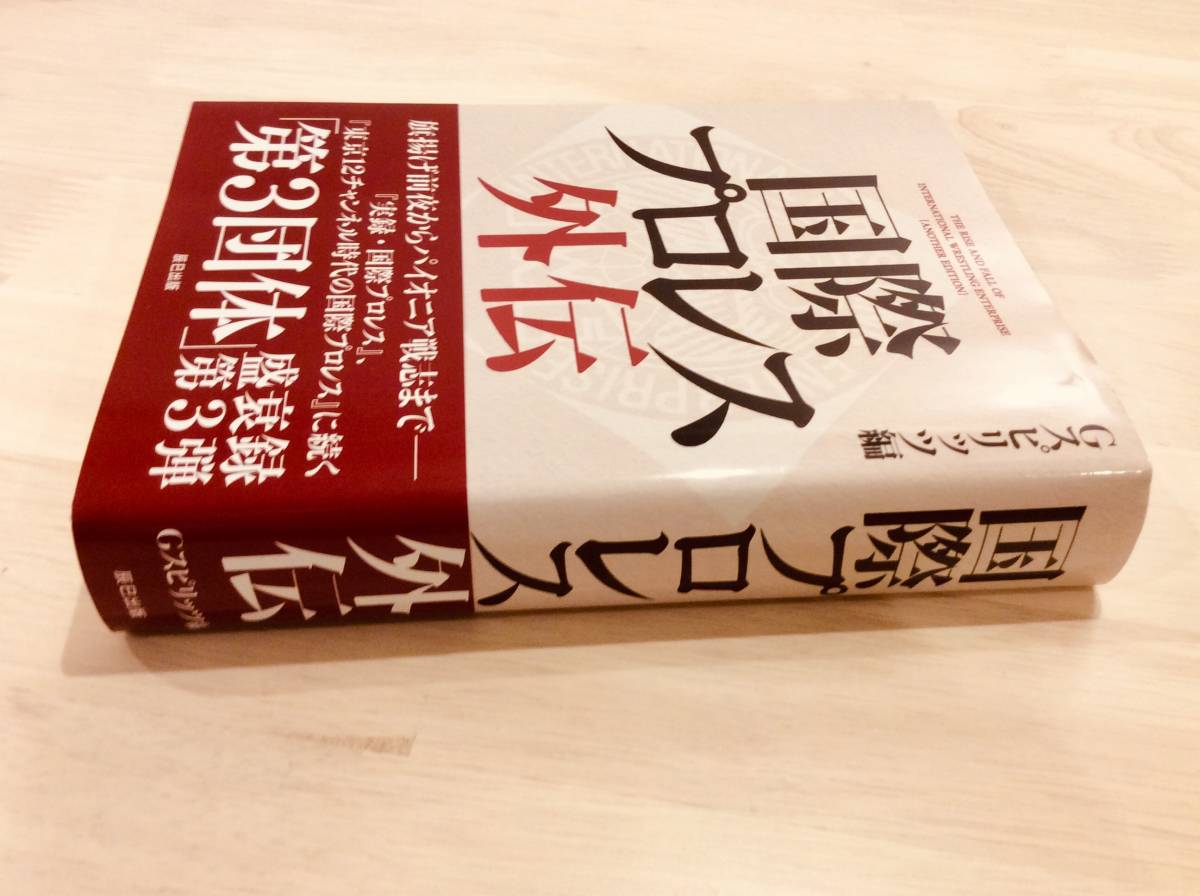 THE RISE AND FALL OF
INTERNATIONAL WRESTLING ENTERPRISE
[ANOTHER EDITION]
国際
プロレス
外伝
Gスピリッツ編
旗揚げ前夜からパイオニア戦志まで――
『実録・国際プロレス』、
『東京12チャンネル時代の国際プロレス』に続く
「第3団体」盛衰録
第3弾
辰巳出版
国際プロレス外伝
Gスピリッツ編
辰巳出版